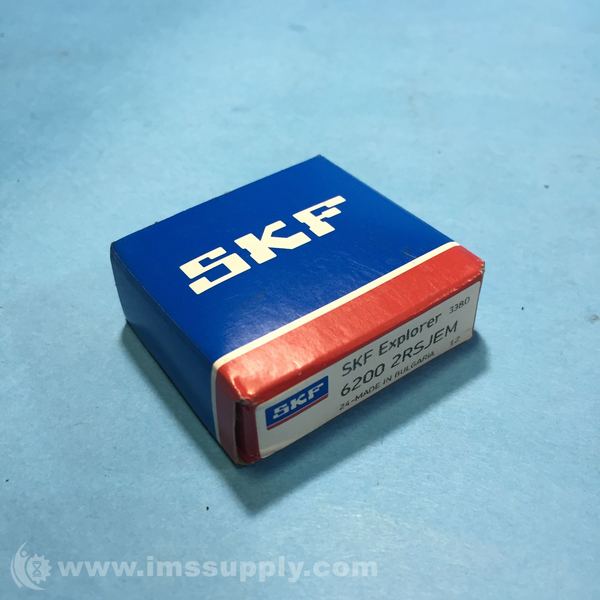 SKF
SKF Explorer 3380
6200 2RSJEM
24-MADE IN BULGARIA 12
SKF
www.imssupply.com